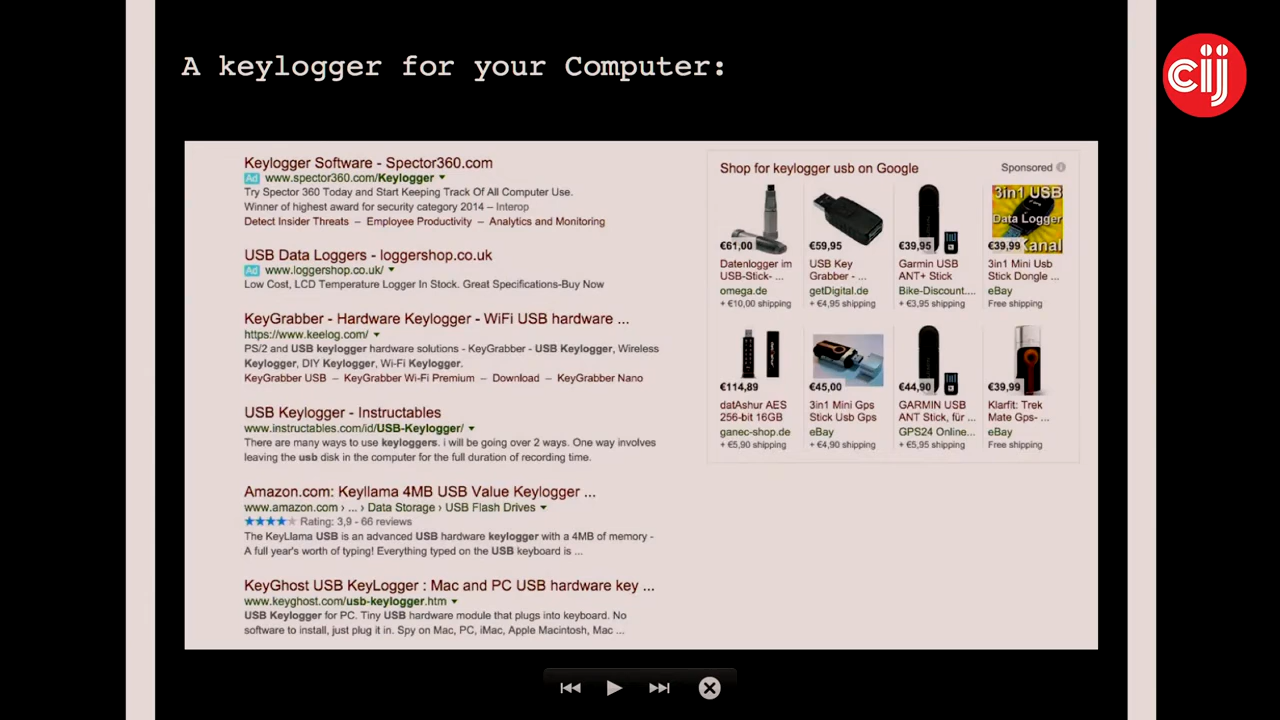 A keylogger for your Computer:
cij
Keylogger Software - Spector360.com
Ad www.spector360.com/Keylogger
Try Spector 360 Today and Start Keeping Track Of All Computer Use.
Winner of highest award for security category 2014 – Interop
Detect Insider Threats – Employee Productivity – Analytics and Monitoring
USB Data Loggers - loggershop.co.uk
Ad www.loggershop.co.uk/
Low Cost, LCD Temperature Logger In Stock. Great Specifications-Buy Now
KeyGrabber - Hardware Keylogger - WiFi USB hardware ...
https://www.keelog.com/
PS/2 and USB keylogger hardware solutions - KeyGrabber - USB Keylogger, Wireless
Keylogger, DIY Keylogger, Wi-Fi Keylogger.
KeyGrabber USB – KeyGrabber Wi-Fi Premium – Download – KeyGrabber Nano
USB Keylogger - Instructables
www.instructables.com/id/USB-Keylogger/
There are many ways to use keyloggers. i will be going over 2 ways. One way involves
leaving the usb disk in the computer for the full duration of recording time.
Amazon.com: Keyllama 4MB USB Value Keylogger ...
www.amazon.com › ... › Data Storage › USB Flash Drives
Rating: 3,9 - 66 reviews
The KeyLlama USB is an advanced USB hardware keylogger with a 4MB of memory -
A full year's worth of typing! Everything typed on the USB keyboard is ...
KeyGhost USB KeyLogger : Mac and PC USB hardware key ...
www.keyghost.com/usb-keylogger.htm
USB Keylogger for PC. Tiny USB hardware module that plugs into keyboard. No
software to install, just plug it in. Spy on Mac, PC, iMac, Apple Macintosh, Mac ...
Shop for keylogger usb on Google
Sponsored
3in1 USB
Data Logger
Kanal
€61,00 €59,95 €39,95 €39,99
Datenlogger im USB Key Garmin USB 3in1 Mini Usb
USB-Stick- ... Grabber - ... ANT+ Stick Stick Dongle ...
omega.de getDigital.de Bike-Discount.... eBay
+ €10,00 shipping + €4,95 shipping + €3,95 shipping Free shipping
€114,89 €45,00 €44,90 €39,99
datAshur AES 3in1 Mini Gps GARMIN USB Klarfit: Trek
256-bit 16GB Stick Usb Gps ANT Stick, für ... Mate Gps- ...
ganec-shop.de eBay GPS24 Online... eBay
+ €5,90 shipping + €4,90 shipping + €5,95 shipping Free shipping